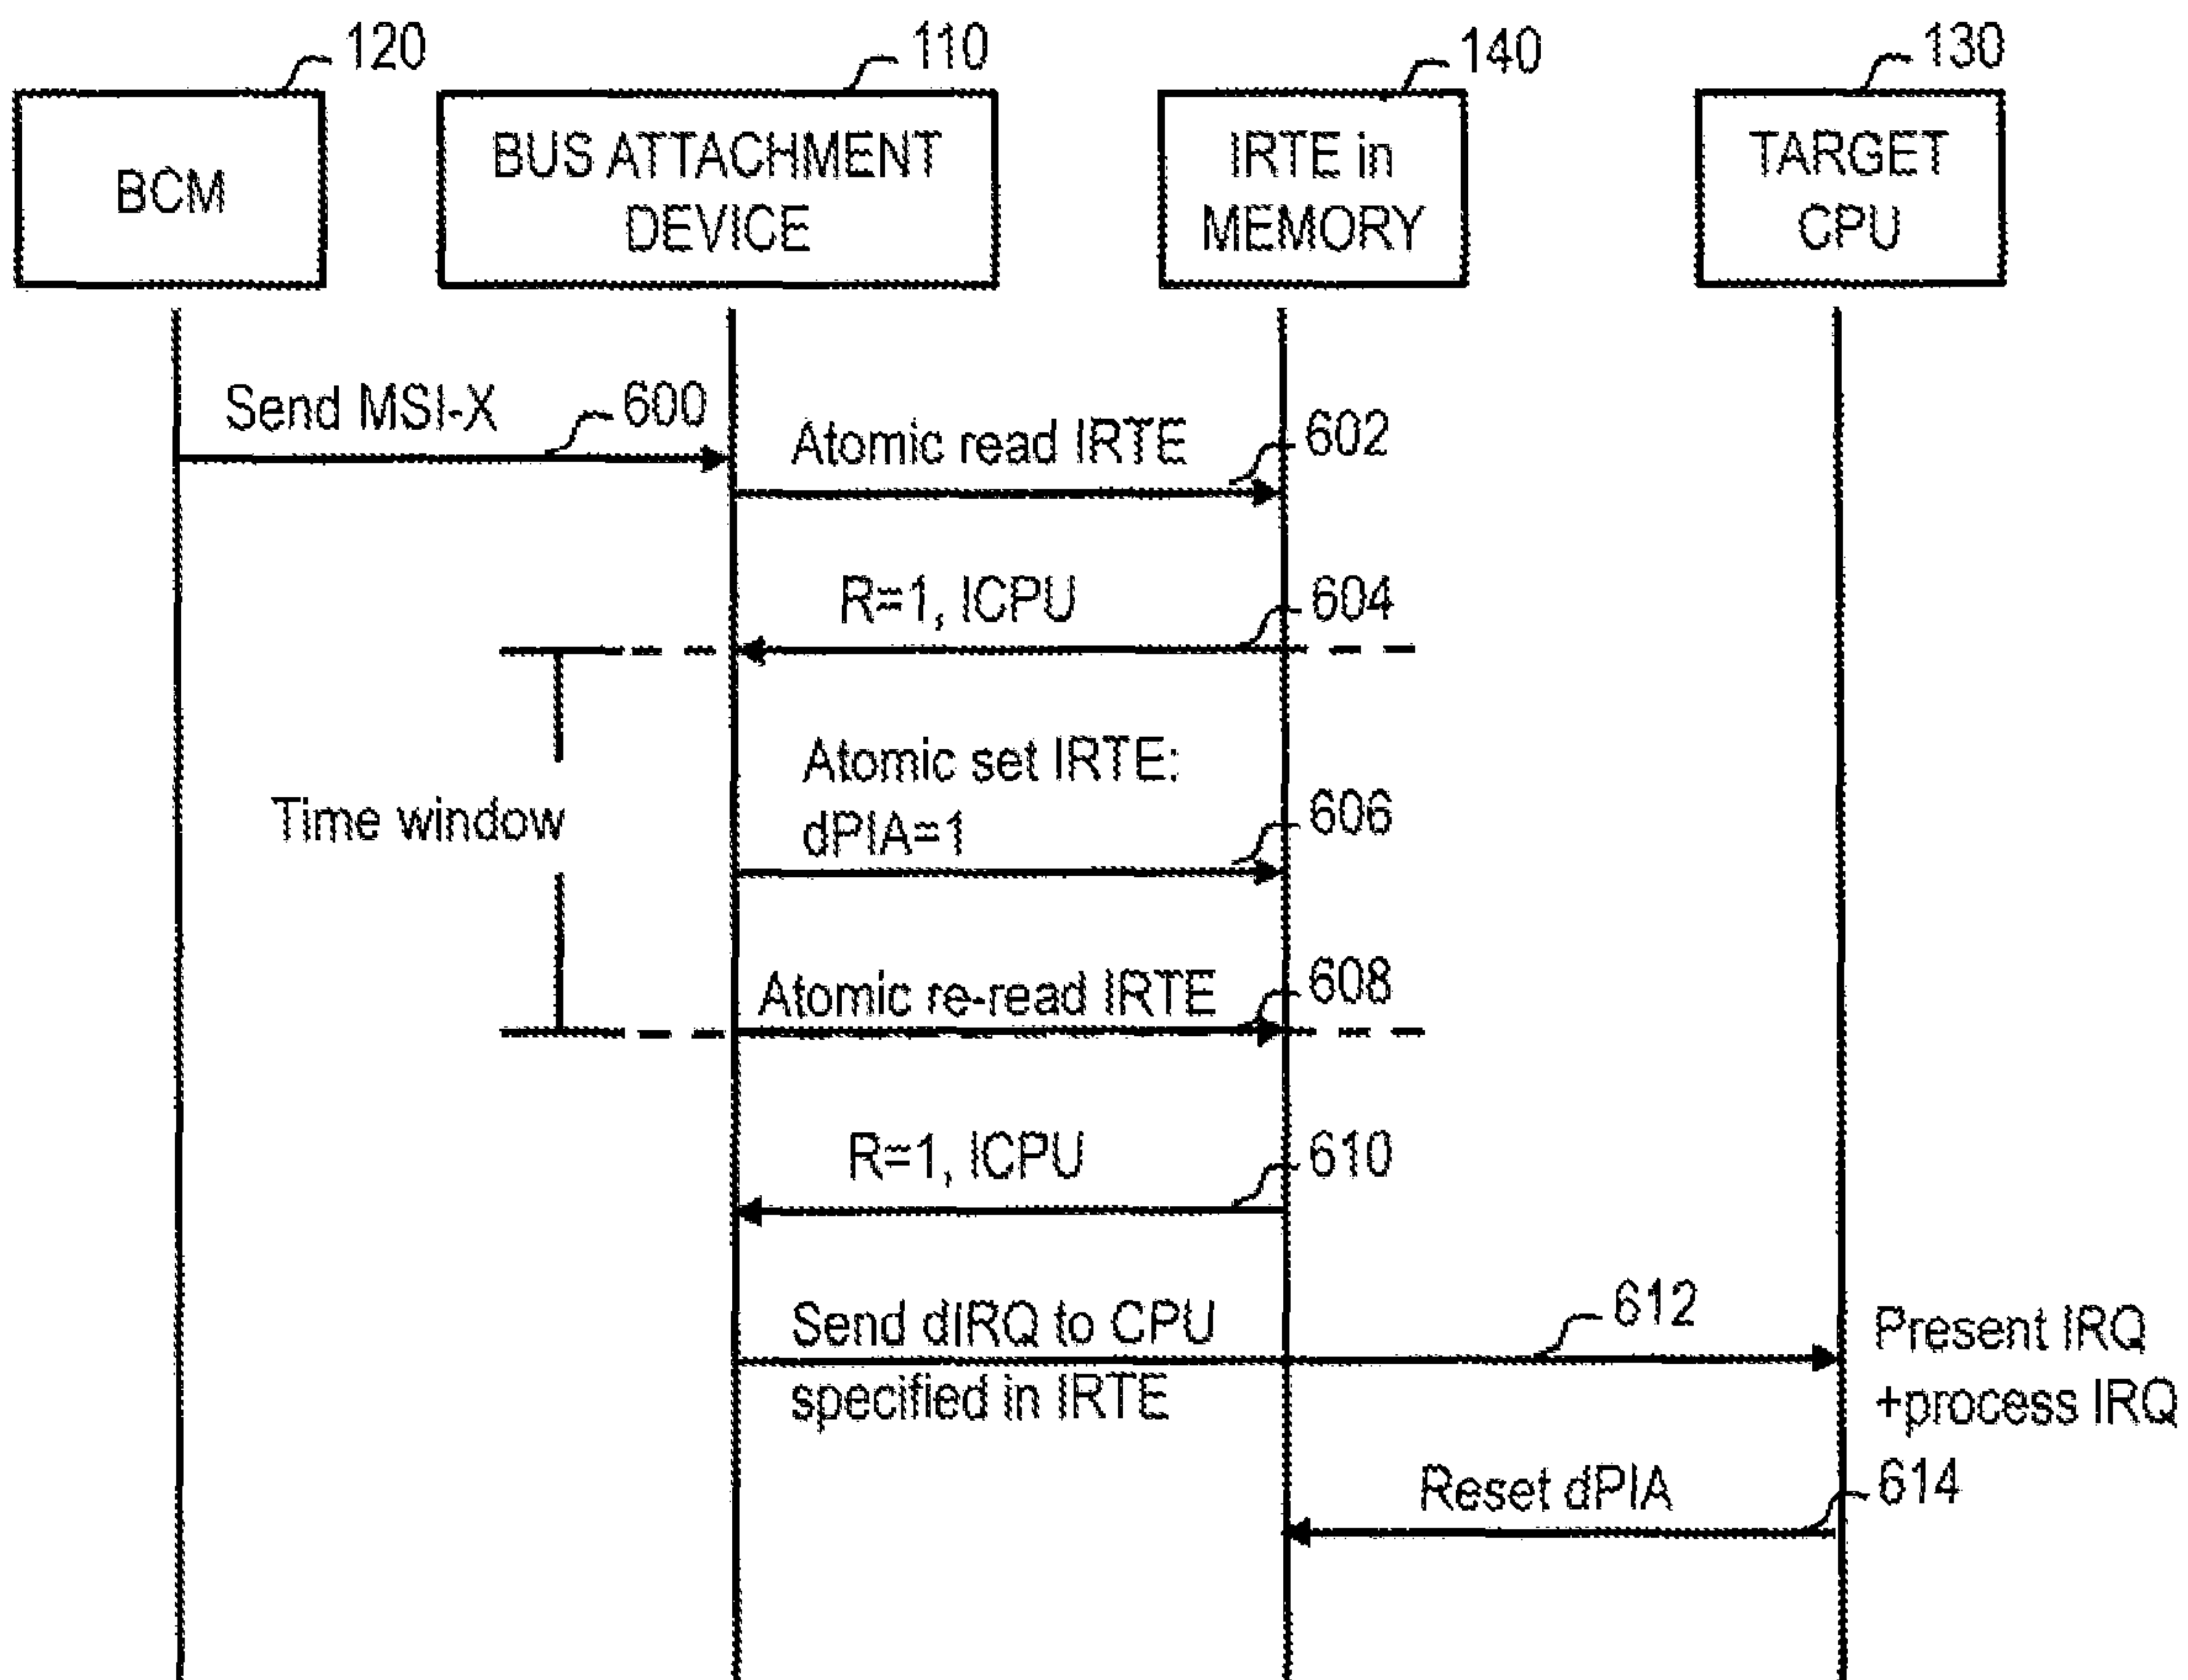 120
110
140
130
BCM
BUS ATTACHMENT
DEVICE
IRTE in
MEMORY
TARGET
CPU
Send MSI-X
600
Atomic read IRTE
602
R=1, ICPU
604
Atomic set IRTE:
dPIA=1
606
Time window
Atomic re-read IRTE
608
R=1, ICPU
610
Send dIRQ to CPU
specified in IRTE
612
Present IRQ
+process IRQ
Reset dPIA
614